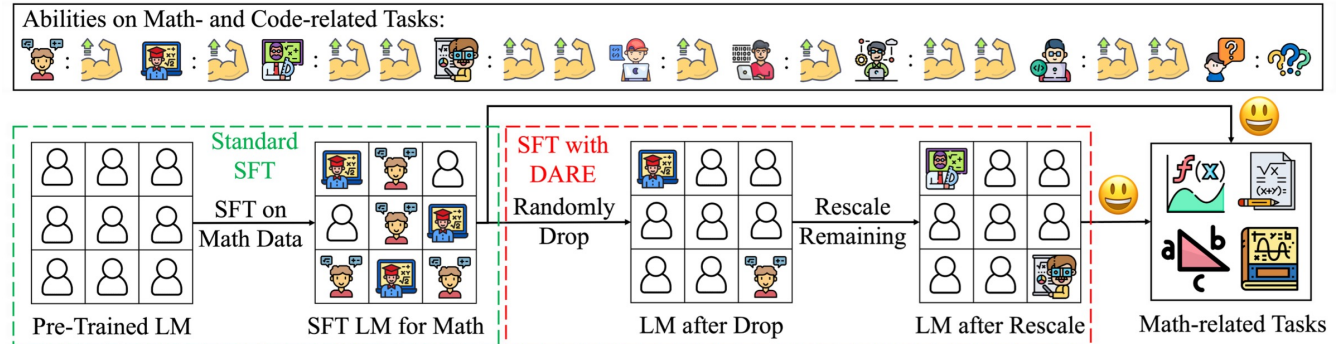 Abilities on Math- and Code-related Tasks:
Standard
SFT
SFT with
DARE
SFT on
Math Data
Randomly
Drop
Rescale
Remaining
f(x)
√x
(x+y)=
a
b
c
Pre-Trained LM
SFT LM for Math
LM after Drop
LM after Rescale
Math-related Tasks